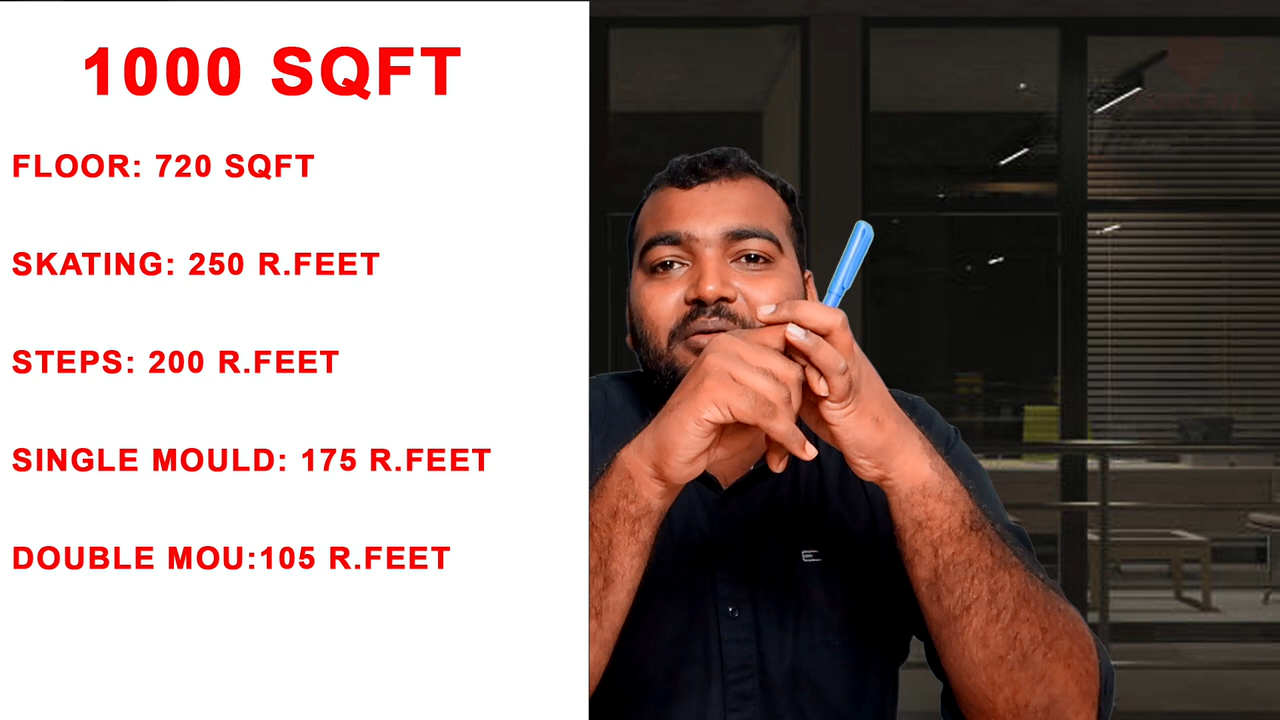 1000 SQFT
FLOOR: 720 SQFT
SKATING: 250 R.FEET
STEPS: 200 R.FEET
SINGLE MOULD: 175 R.FEET
DOUBLE MOU:105 R.FEET